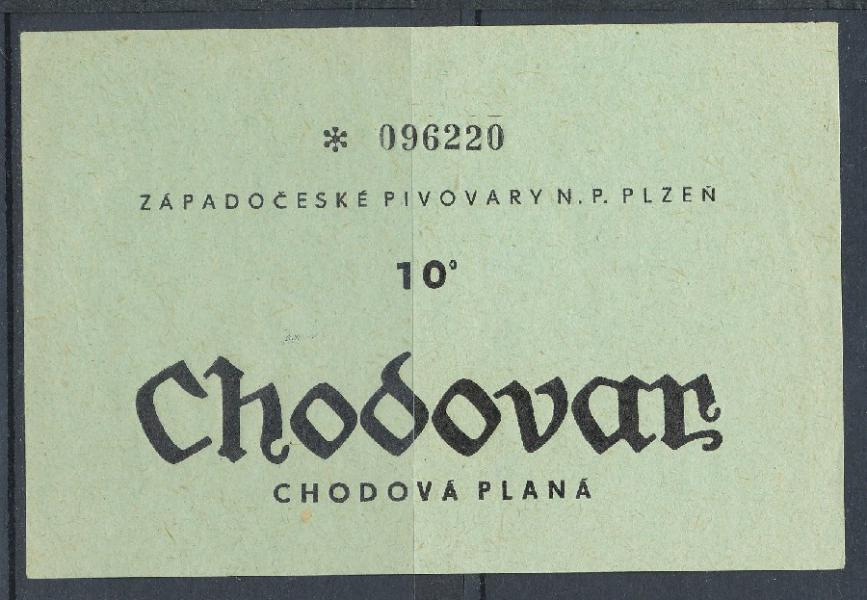 * 096220
ZÁPADOČESKÉ PIVOVARY N. P. PLZEŇ
10°
Chodovar
CHODOVÁ PLANÁ